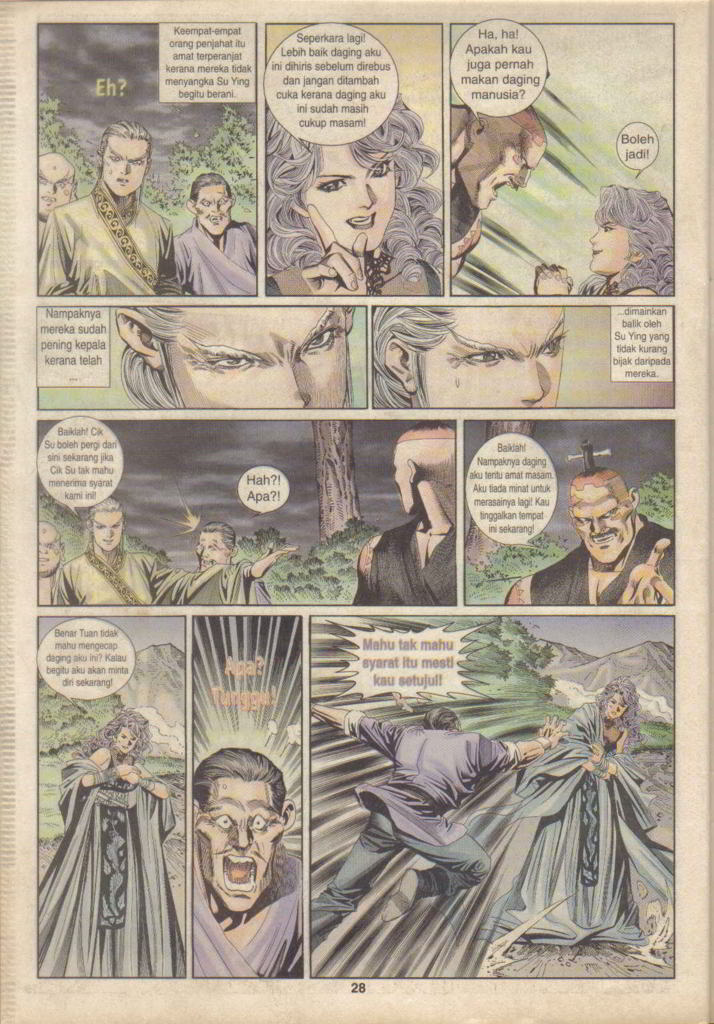 Keempat-empat
orang penjahat itu
amat terperanjat
kerana mereka tidak
menyangka Su Ying
begitu berani.
Eh?
Seperkara lagi!
Lebih baik daging aku
ini dihiris sebelum direbus
dan jangan ditambah
cuka kerana daging aku
ini sudah masih
cukup masam!
Ha, ha!
Apakah kau
juga pernah
makan daging
manusia?
Boleh
jadi!
Nampaknya
mereka sudah
pening kepala
kerana telah
....
...dimainkan
balik oleh
Su Ying yang
tidak kurang
bijak daripada
mereka.
Baiklah! Cik
Su boleh pergi dari
sini sekarang jika
Cik Su tak mahu
menerima syarat
kami ini!
Hah?!
Apa?!
Baiklah!
Nampaknya daging
aku tentu amat masam.
Aku tiada minat untuk
merasainya lagi! Kau
tinggalkan tempat
ini sekarang!
Benar Tuan tidak
mahu mengecap
daging aku ini? Kalau
begitu aku akan minta
diri sekarang!
Apa?
Tunggu!
Mahu tak mahu
syarat itu mesti
kau setujui!
28